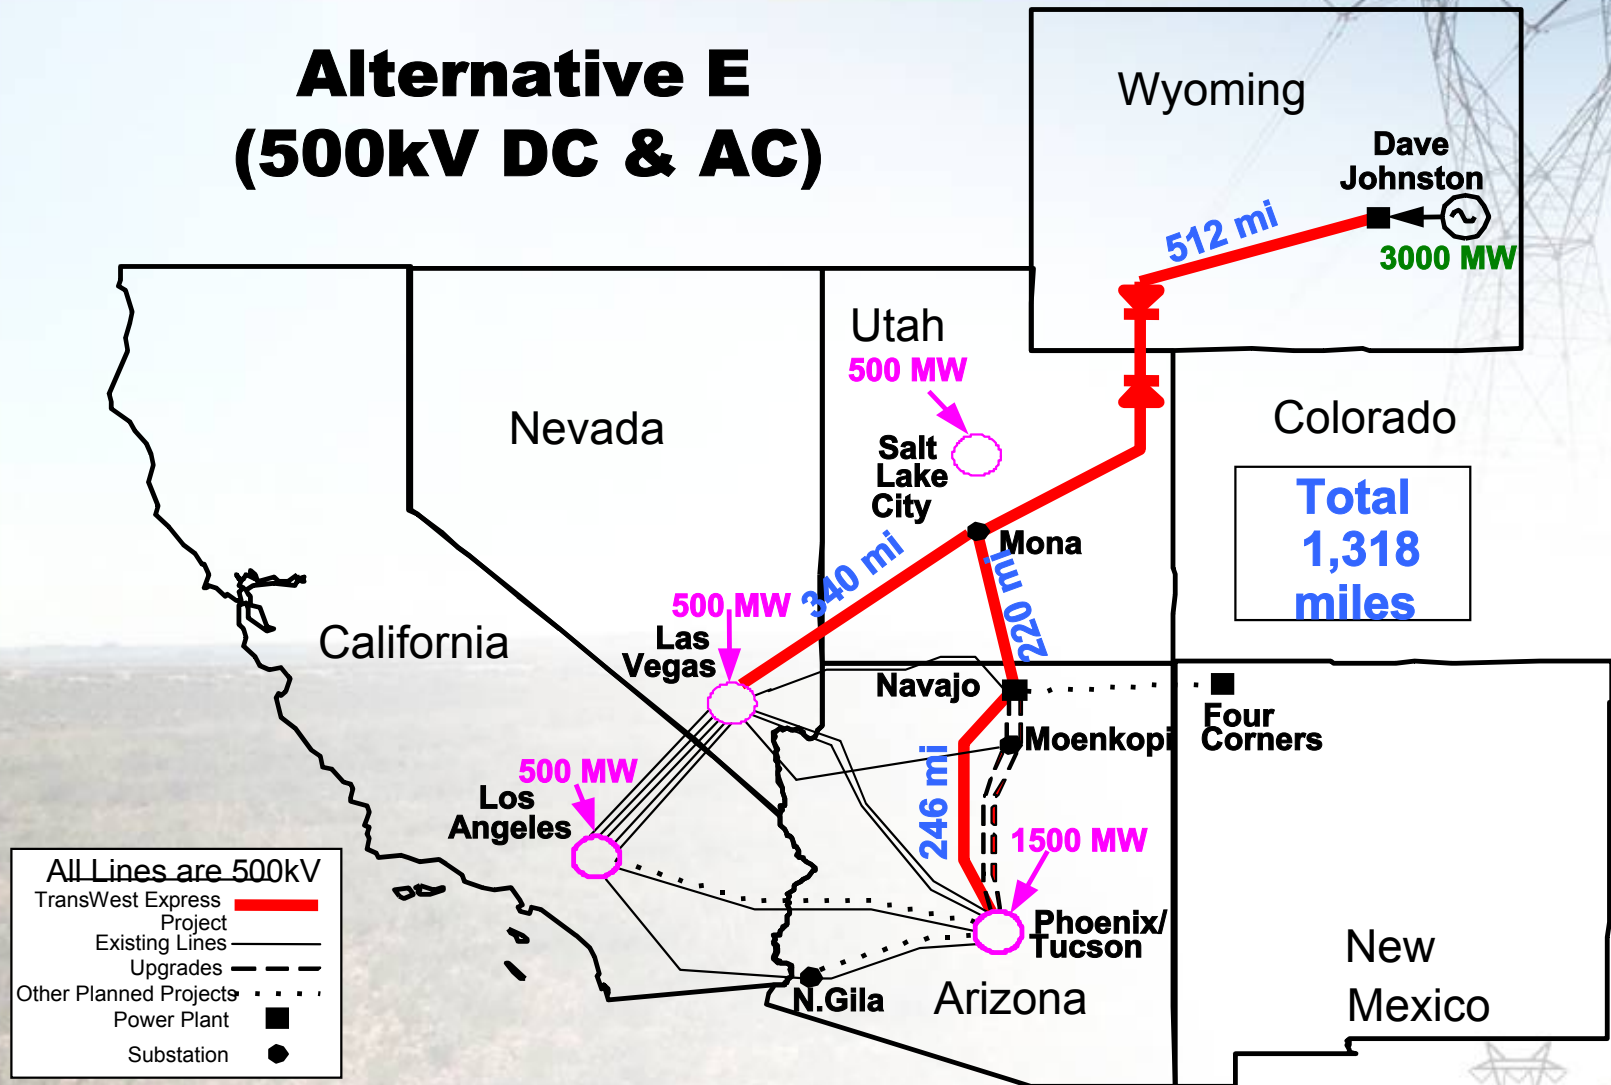 Alternative E
(500kV DC & AC)
Wyoming
Dave
Johnston
512 mi
3000 MW
Utah
500 MW
Nevada
Colorado
Salt
Lake
City
Total
1,318
miles
Mona
340 mi
220 mi
500 MW
Las
Vegas
California
Navajo
Four
Corners
Moenkopi
500 MW
Los
Angeles
246 mi
1500 MW
Phoenix/
Tucson
New
Mexico
N.Gila
Arizona
All Lines are 500kV
TransWest Express
Project
Existing Lines
Upgrades
Other Planned Projects
Power Plant
Substation